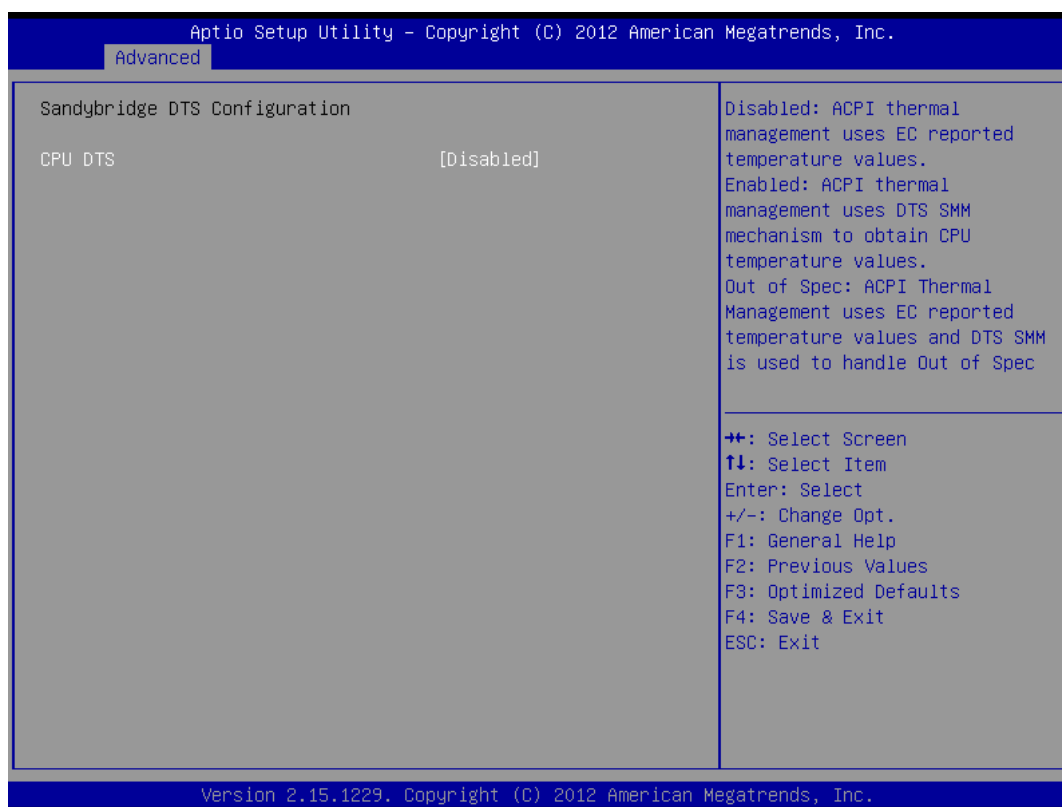 Aptio Setup Utility – Copyright (C) 2012 American Megatrends, Inc.
Advanced
Sandybridge DTS Configuration
CPU DTS [Disabled]
Disabled: ACPI thermal
management uses EC reported
temperature values.
Enabled: ACPI thermal
management uses DTS SMM
mechanism to obtain CPU
temperature values.
Out of Spec: ACPI Thermal
Management uses EC reported
temperature values and DTS SMM
is used to handle Out of Spec
→←: Select Screen
↑↓: Select Item
Enter: Select
+/-: Change Opt.
F1: General Help
F2: Previous Values
F3: Optimized Defaults
F4: Save & Exit
ESC: Exit
Version 2.15.1229. Copyright (C) 2012 American Megatrends, Inc.